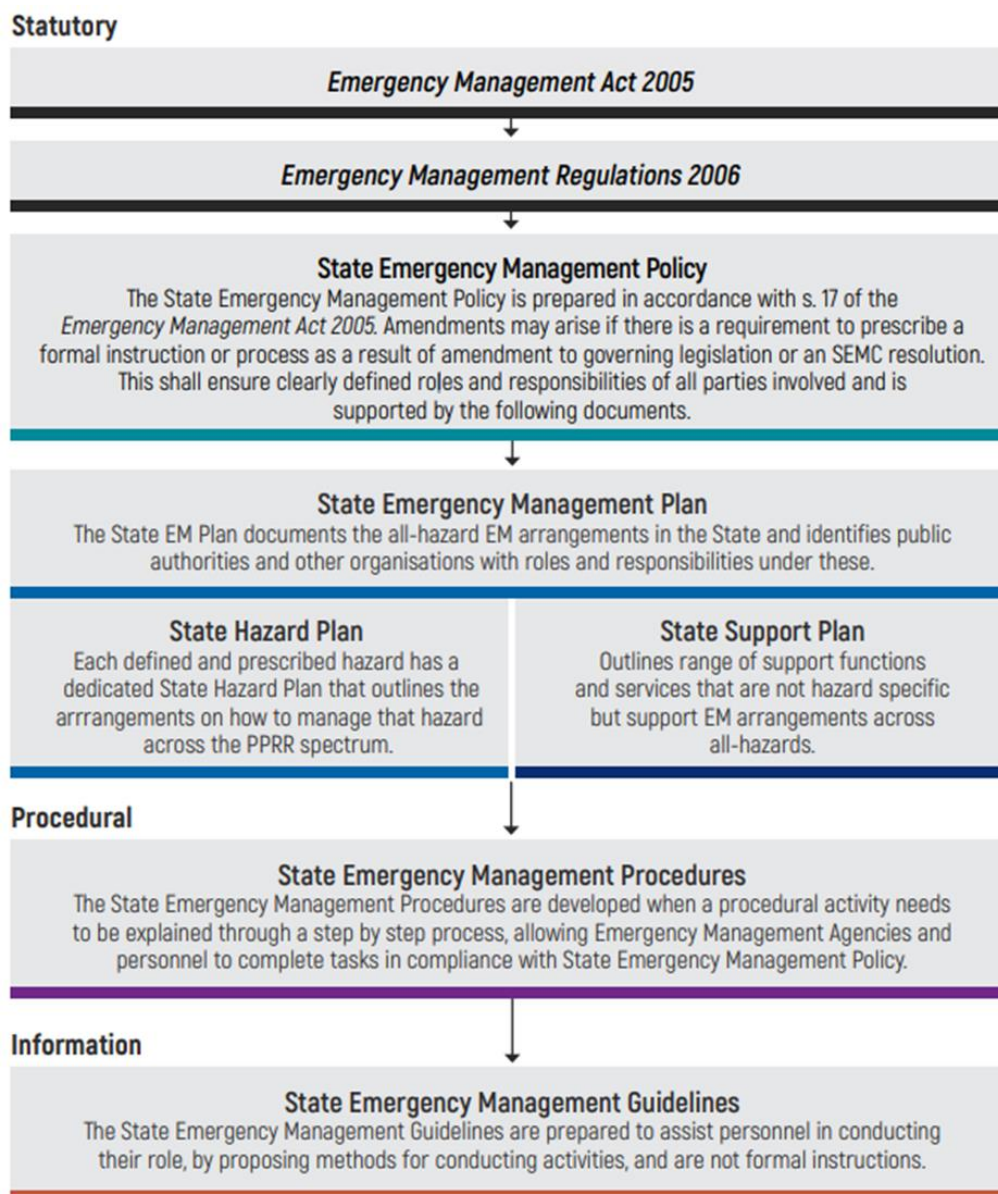 Statutory
Emergency Management Act 2005
Emergency Management Regulations 2006
State Emergency Management Policy
The State Emergency Management Policy is prepared in accordance with s. 17 of the
Emergency Management Act 2005. Amendments may arise if there is a requirement to prescribe a
formal instruction or process as a result of amendment to governing legislation or an SEMC resolution.
This shall ensure clearly defined roles and responsibilities of all parties involved and is
supported by the following documents.
State Emergency Management Plan
The State EM Plan documents the all-hazard EM arrangements in the State and identifies public
authorities and other organisations with roles and responsibilities under these.
State Hazard Plan
Each defined and prescribed hazard has a
dedicated State Hazard Plan that outlines the
arrrangements on how to manage that hazard
across the PPRR spectrum.
State Support Plan
Outlines range of support functions
and services that are not hazard specific
but support EM arrangements across
all-hazards.
Procedural
State Emergency Management Procedures
The State Emergency Management Procedures are developed when a procedural activity needs
to be explained through a step by step process, allowing Emergency Management Agencies and
personnel to complete tasks in compliance with State Emergency Management Policy.
Information
State Emergency Management Guidelines
The State Emergency Management Guidelines are prepared to assist personnel in conducting
their role, by proposing methods for conducting activities, and are not formal instructions.